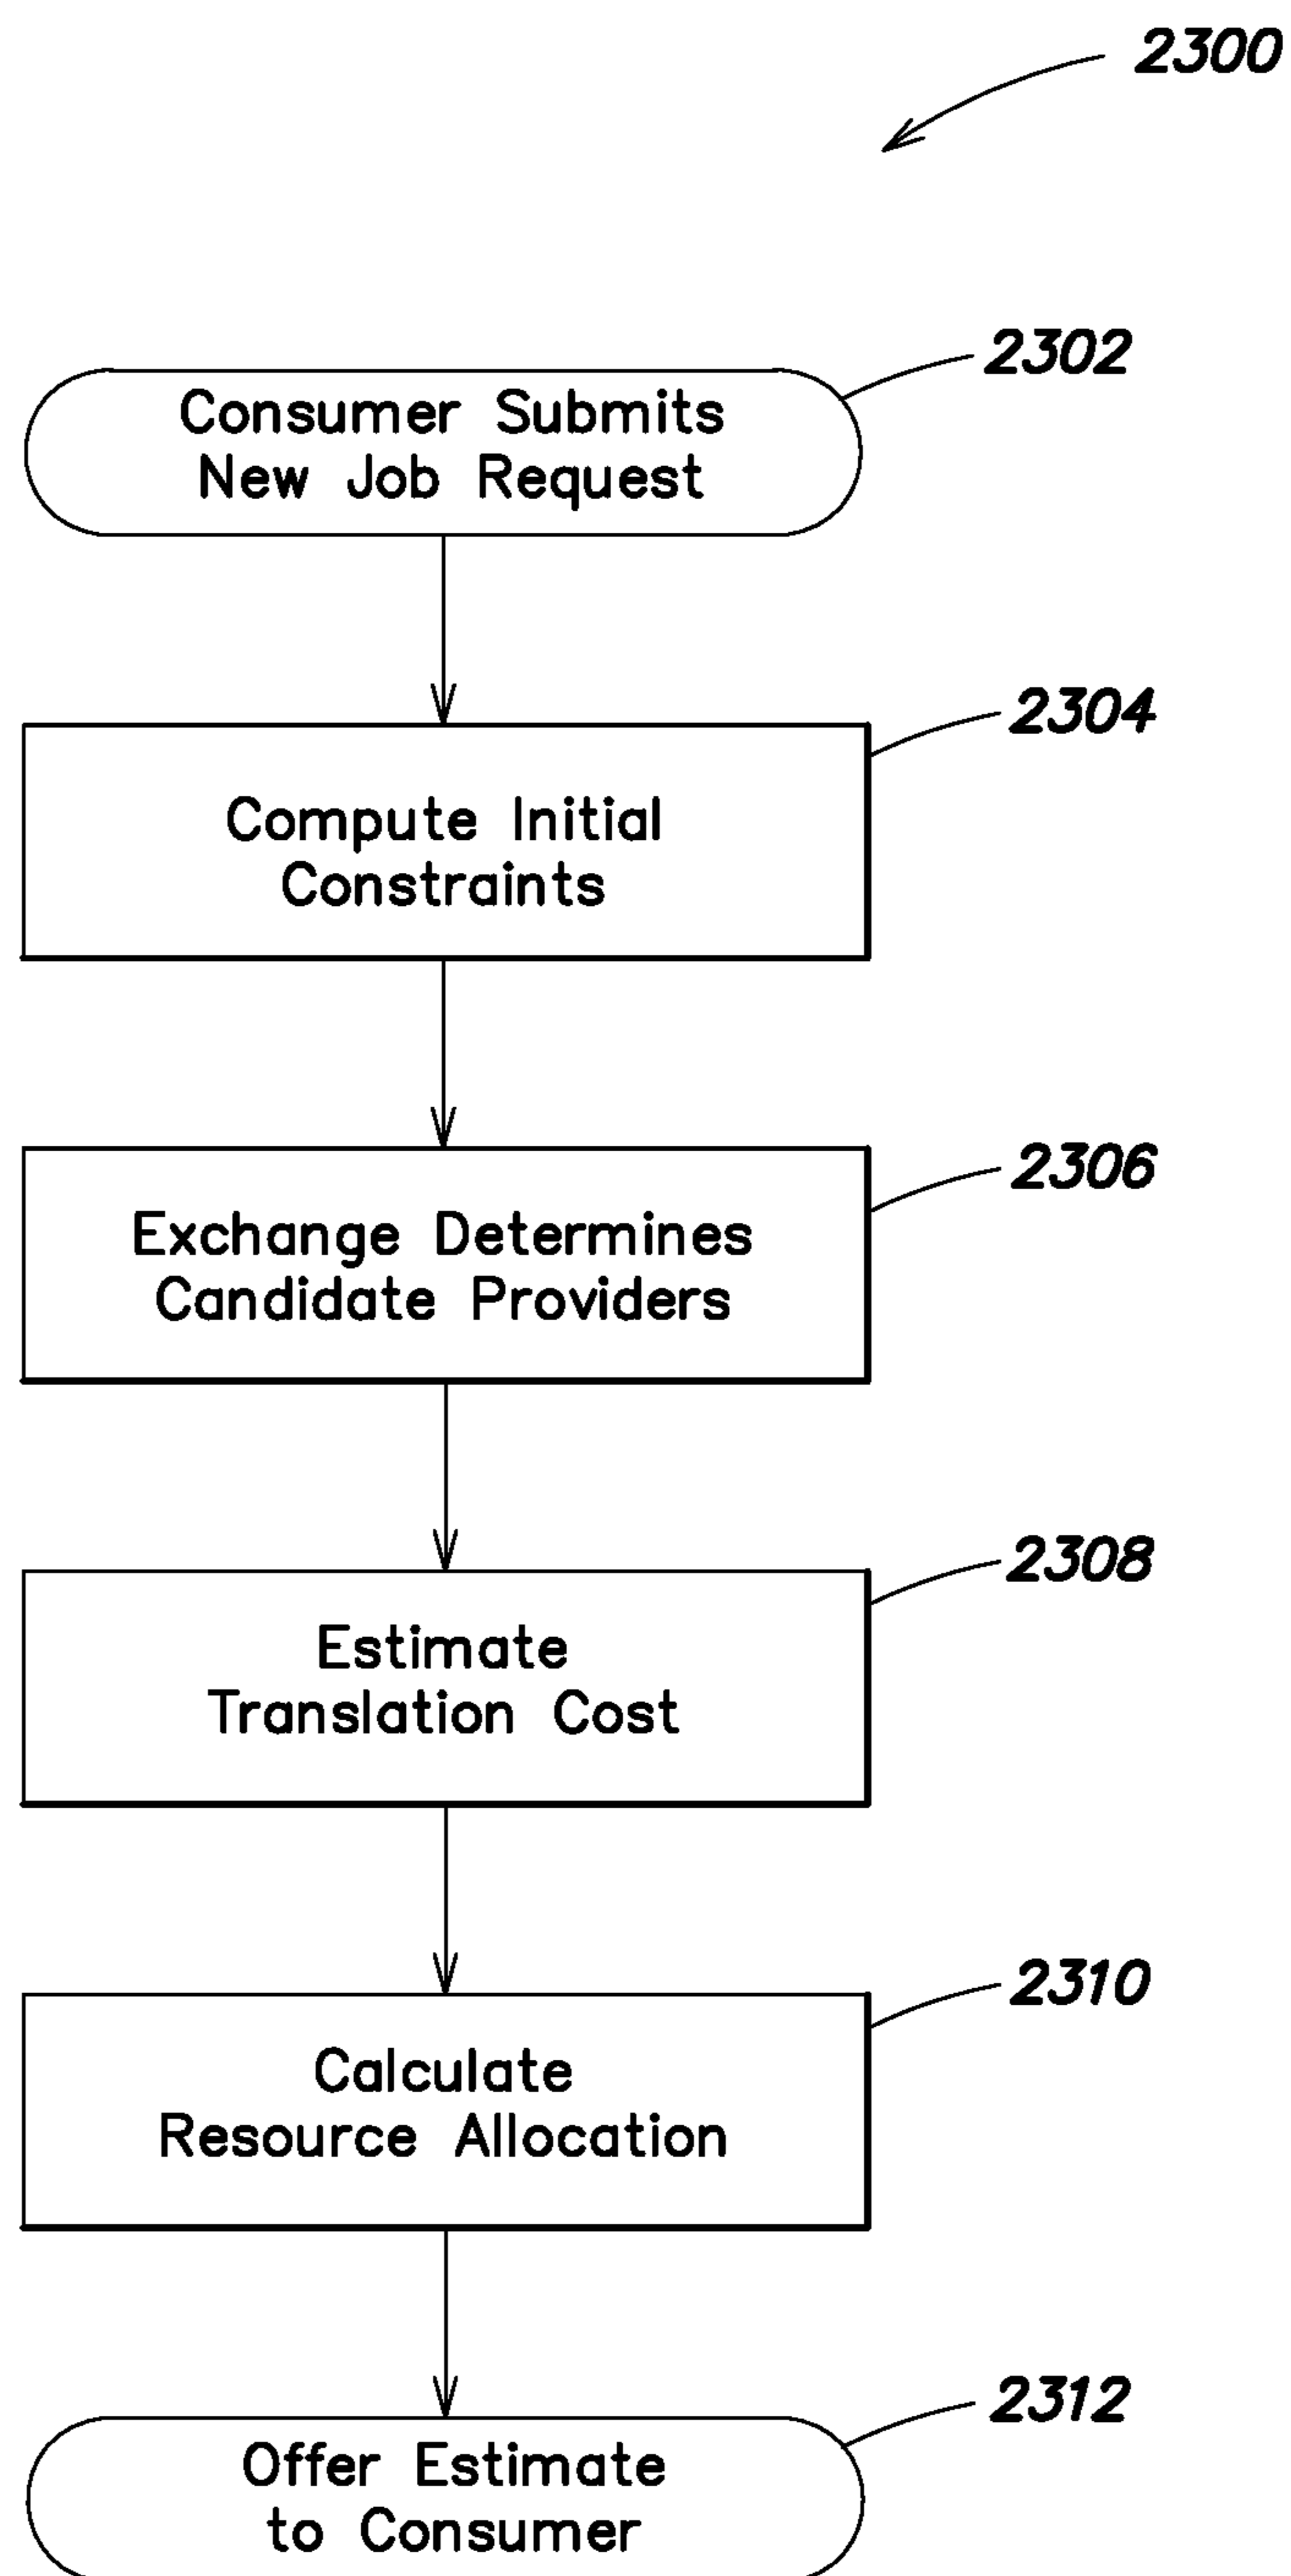 2300
2302
Consumer Submits
New Job Request
2304
Compute Initial
Constraints
2306
Exchange Determines
Candidate Providers
2308
Estimate
Translation Cost
2310
Calculate
Resource Allocation
2312
Offer Estimate
to Consumer